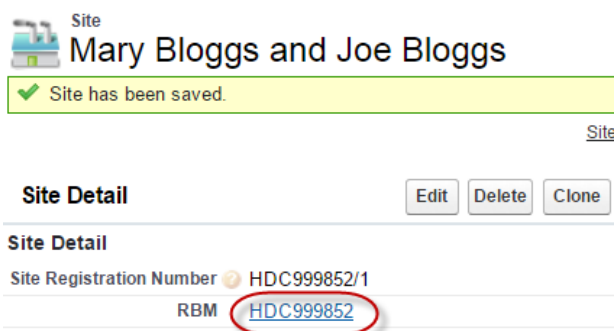 Site
Mary Bloggs and Joe Bloggs
Site has been saved.
Site
Site Detail
Edit Delete Clone
Site Detail
Site Registration Number ? HDC999852/1
RBM HDC999852